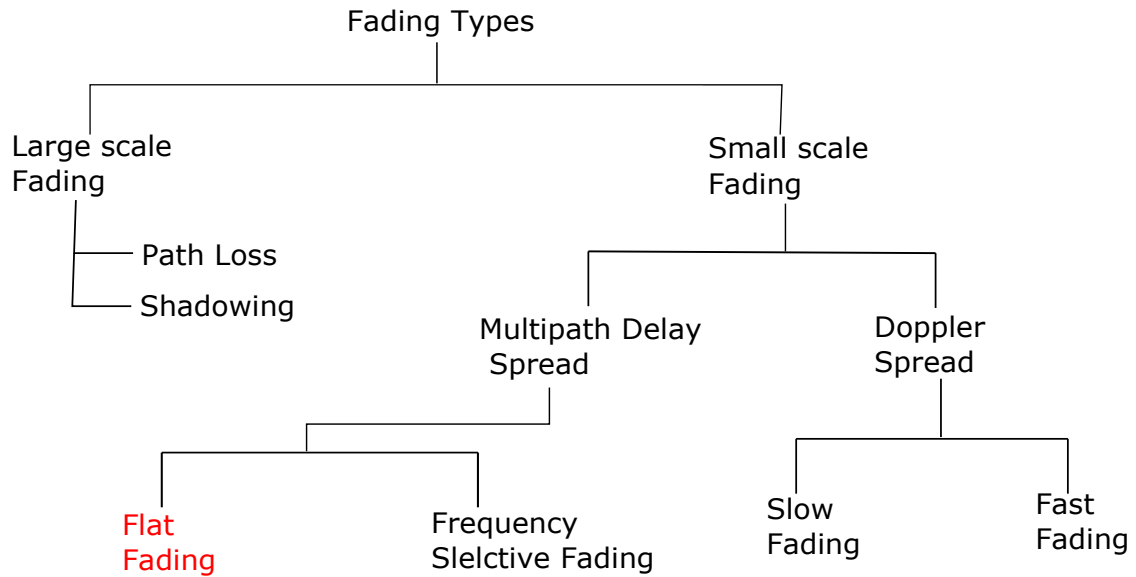 Fading Types
Large scale
Fading
Small scale
Fading
Path Loss
Shadowing
Multipath Delay
Spread
Doppler
Spread
Flat
Fading
Frequency
Slelctive Fading
Slow
Fading
Fast
Fading